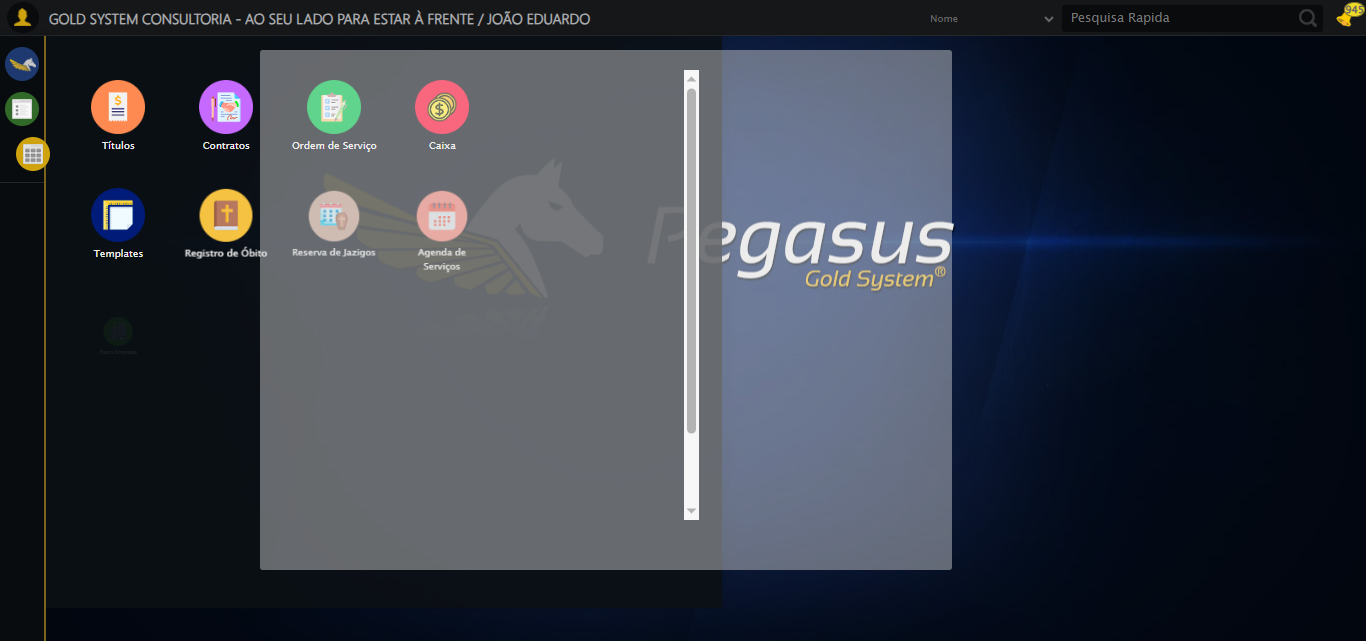 GOLD SYSTEM CONSULTORIA - AO SEU LADO PARA ESTAR À FRENTE / JOÃO EDUARDO
Nome
Pesquisa Rapida
945
Títulos
Contratos
Ordem de Serviço
Caixa
Templates
Registro de Óbito
Reserva de Jazigos
Agenda de
Serviços
Pegasus
Gold System®